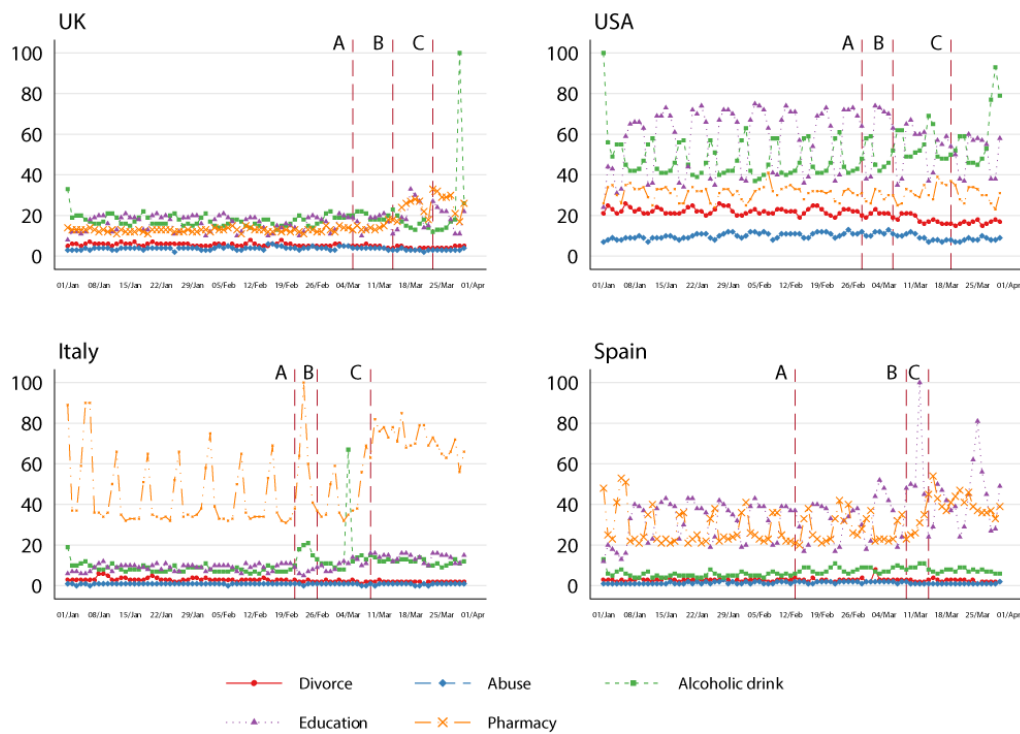 UK
A B C
100
80
60
40
20
0
01/Jan 08/Jan 15/Jan 22/Jan 29/Jan 05/Feb 12/Feb 19/Feb 26/Feb 04/Mar 11/Mar 18/Mar 25/Mar 01/Apr
USA
A B C
100
80
60
40
20
0
01/Jan 08/Jan 15/Jan 22/Jan 29/Jan 05/Feb 12/Feb 19/Feb 26/Feb 04/Mar 11/Mar 18/Mar 25/Mar 01/Apr
Italy
A B C
100
80
60
40
20
0
01/Jan 08/Jan 15/Jan 22/Jan 29/Jan 05/Feb 12/Feb 19/Feb 26/Feb 04/Mar 11/Mar 18/Mar 25/Mar 01/Apr
Spain
A B C
100
80
60
40
20
0
01/Jan 08/Jan 15/Jan 22/Jan 29/Jan 05/Feb 12/Feb 19/Feb 26/Feb 04/Mar 11/Mar 18/Mar 25/Mar 01/Apr
Divorce Abuse Alcoholic drink
Education Pharmacy